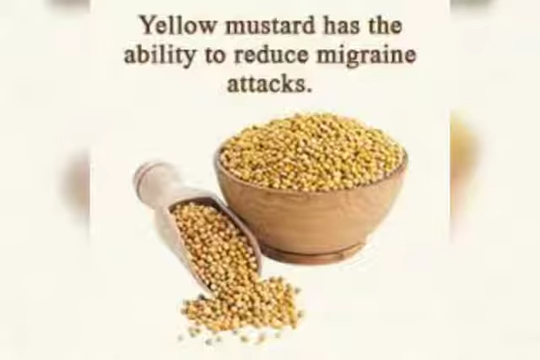 Yellow mustard has the
ability to reduce migraine
attacks.